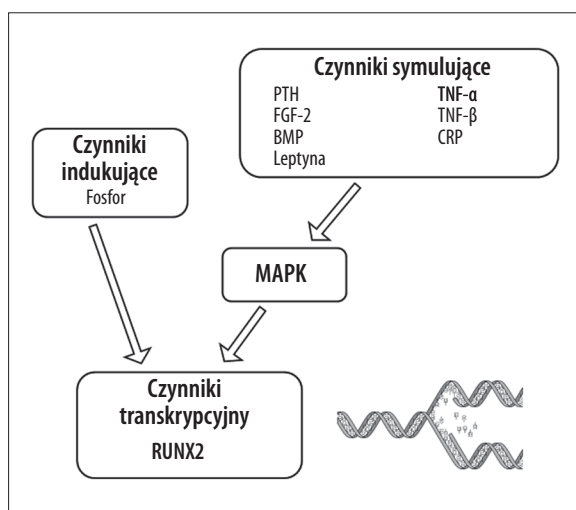 Czynniki symulujące
PTH
FGF-2
BMP
Leptyna
TNF-α
TNF-β
CRP
Czynniki
indukujące
Fosfor
MAPK
Czynniki
transkrypcyjny
RUNX2